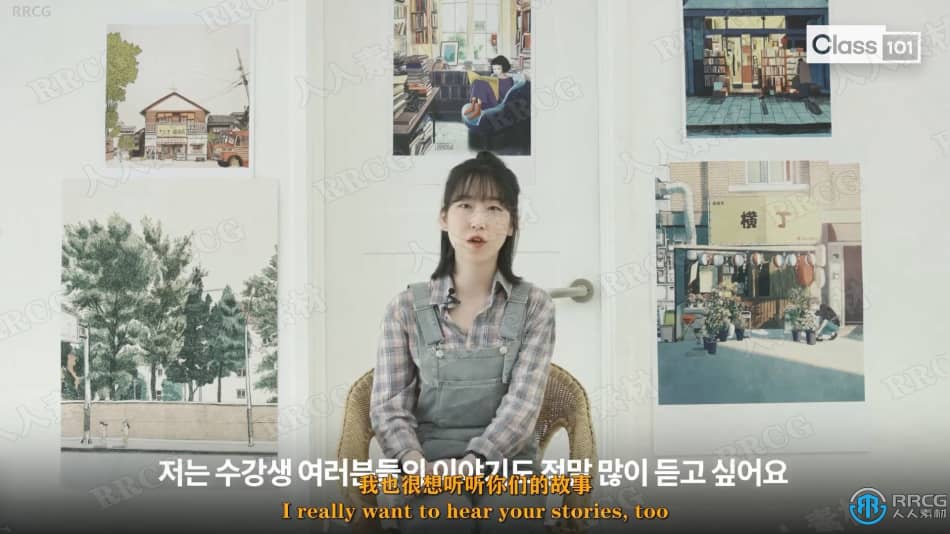 RRCG
Class 101
横丁
저는 수강생 여러분들의 이야기도 정말 많이 듣고 싶어요
我也很想听听你们的故事
I really want to hear your stories, too
RRCG
人人素材